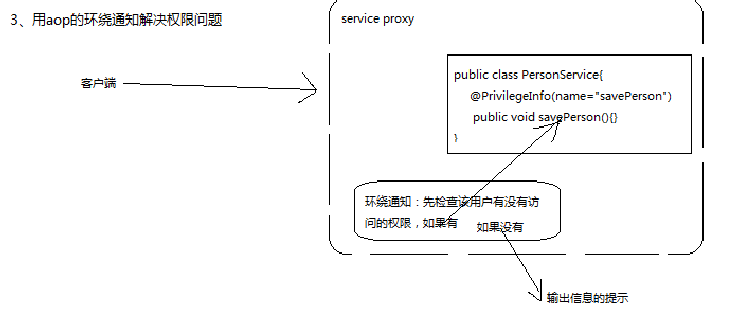 3、用aop的环绕通知解决权限问题
service proxy
客户端
public class PersonService{
@PrivilegeInfo(name="savePerson")
public void savePerson(){}
}
环绕通知：先检查该用户有没有访
问的权限，如果有
如果没有
输出信息的提示